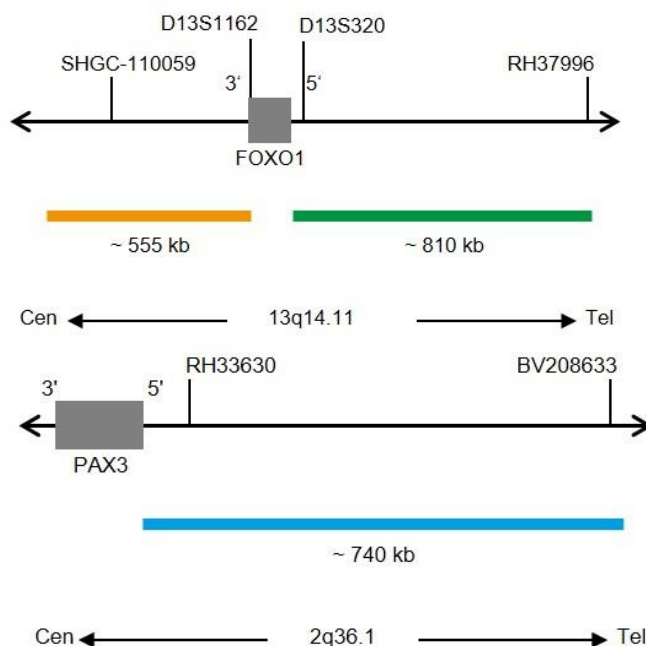 D13S1162
D13S320
SHGC-110059
RH37996
3‘
5‘
FOXO1
~ 555 kb
~ 810 kb
Cen
13q14.11
Tel
3'
5'
RH33630
BV208633
PAX3
~ 740 kb
Cen
2q36.1
Tel